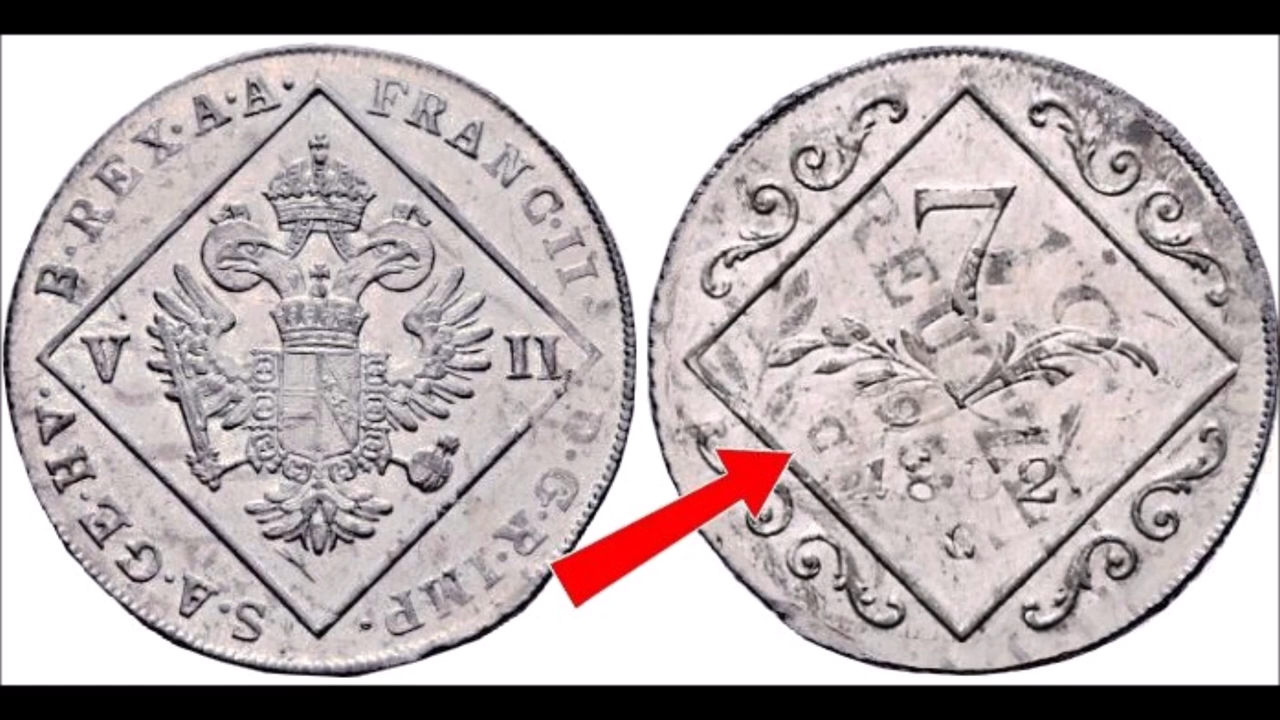 FRANC·II·
D·G·R·IMP·
S·A·GE·HV·
B·REX·A·A·
V II
7
1802
C